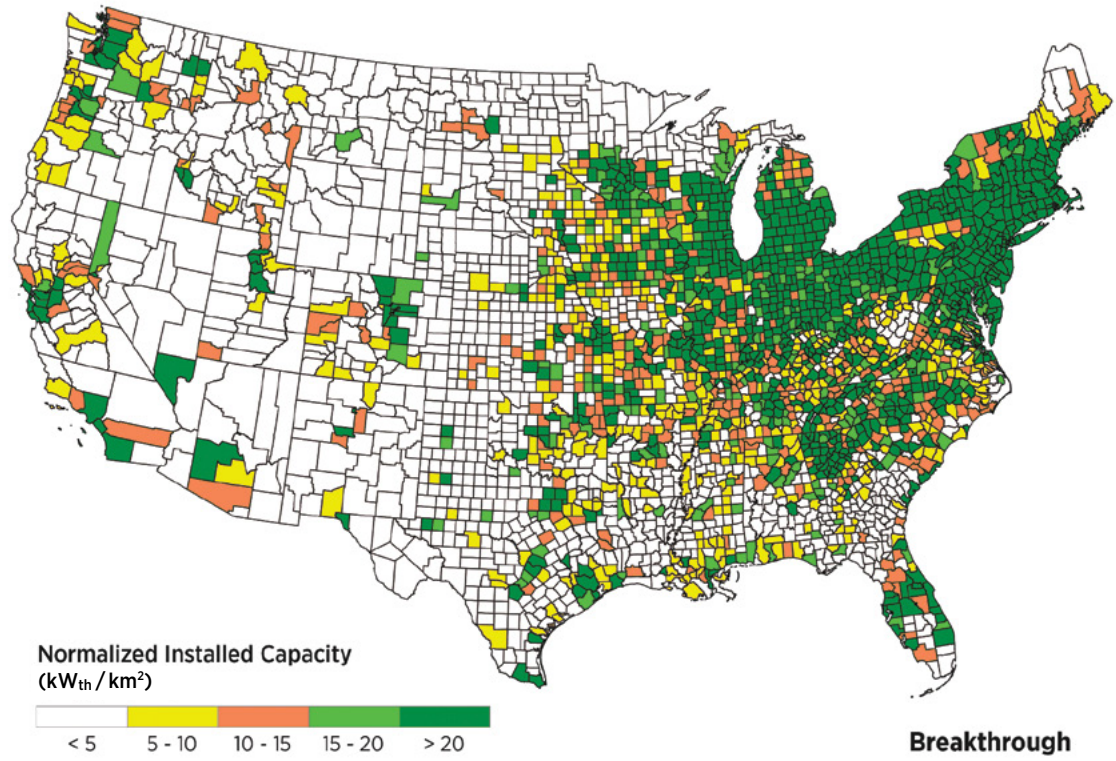 Normalized Installed Capacity
(kWth / km²)
< 5 5 - 10 10 - 15 15 - 20 > 20
Breakthrough